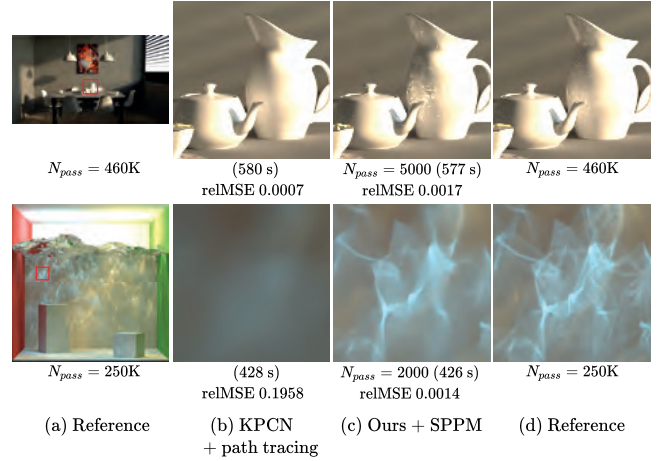 N_pass = 460K
(580 s)
relMSE 0.0007
N_pass = 5000 (577 s)
relMSE 0.0017
N_pass = 460K
N_pass = 250K
(428 s)
relMSE 0.1958
N_pass = 2000 (426 s)
relMSE 0.0014
N_pass = 250K
(a) Reference
(b) KPCN
+ path tracing
(c) Ours + SPPM
(d) Reference